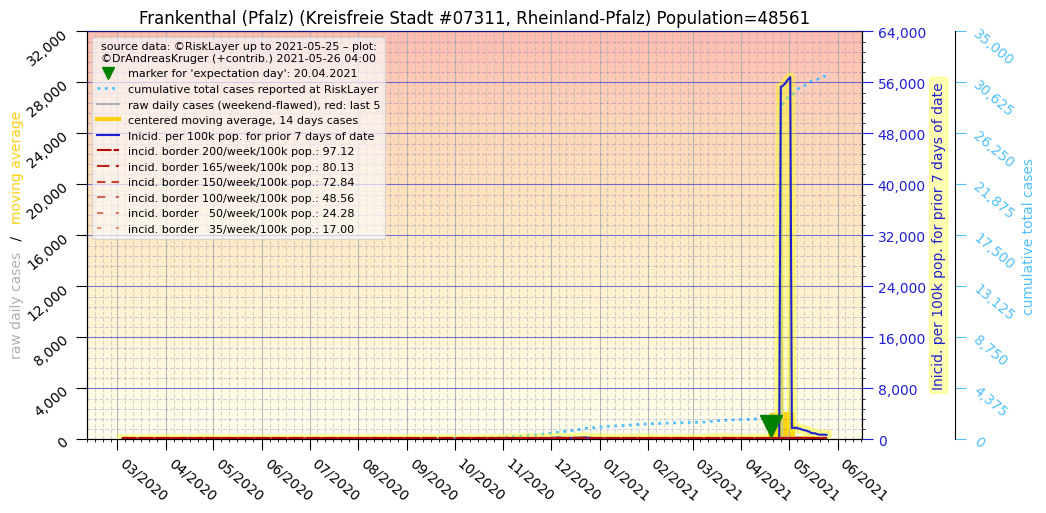 Frankenthal (Pfalz) (Kreisfreie Stadt #07311, Rheinland-Pfalz) Population=48561
source data: ©RiskLayer up to 2021-05-25 – plot:
©DrAndreasKruger (+contrib.) 2021-05-26 04:00
marker for 'expectation day': 20.04.2021
cumulative total cases reported at RiskLayer
raw daily cases (weekend-flawed), red: last 5
centered moving average, 14 days cases
Inicid. per 100k pop. for prior 7 days of date
incid. border 200/week/100k pop.: 97.12
incid. border 165/week/100k pop.: 80.13
incid. border 150/week/100k pop.: 72.84
incid. border 100/week/100k pop.: 48.56
incid. border   50/week/100k pop.: 24.28
incid. border   35/week/100k pop.: 17.00
raw daily cases / moving average
32,000
28,000
24,000
20,000
16,000
12,000
8,000
4,000
0
03/2020
04/2020
05/2020
06/2020
07/2020
08/2020
09/2020
10/2020
11/2020
12/2020
01/2021
02/2021
03/2021
04/2021
05/2021
06/2021
64,000
56,000
48,000
40,000
32,000
24,000
16,000
8,000
0
Inicid. per 100k pop. for prior 7 days of date
35,000
30,625
26,250
21,875
17,500
13,125
8,750
4,375
0
cumulative total cases